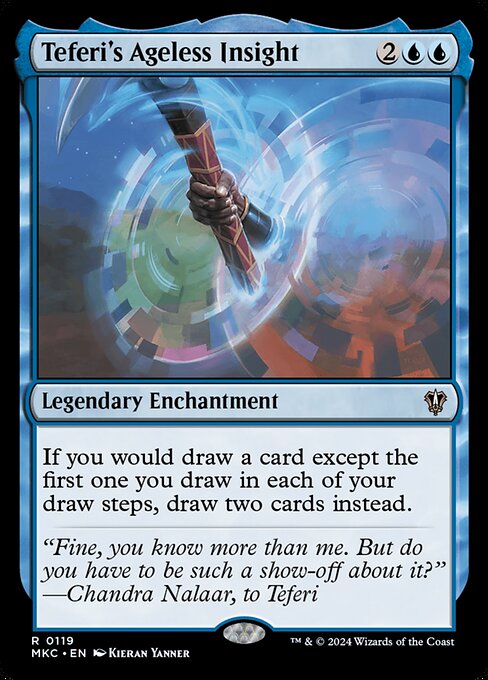 Teferi's Ageless Insight 2
Legendary Enchantment
If you would draw a card except the
first one you draw in each of your
draw steps, draw two cards instead.
“Fine, you know more than me. But do
you have to be such a show-off about it?”
—Chandra Nalaar, to Teferi
R 0119
MKC • EN Kieran Yanner
™ & © 2024 Wizards of the Coast